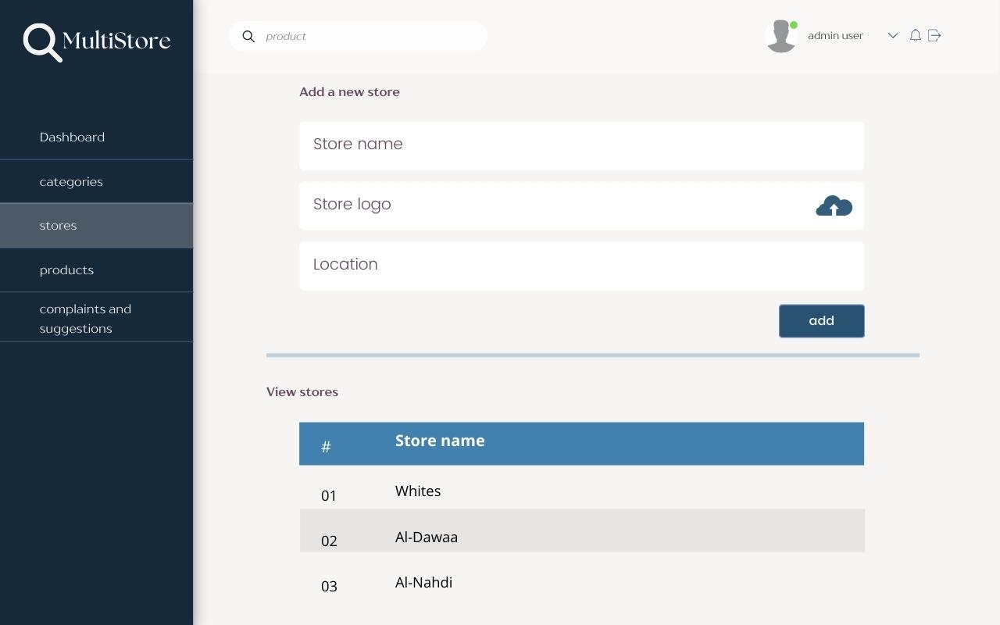 MultiStore
product
admin user
Dashboard
categories
stores
products
complaints and
suggestions
Add a new store
Store name
Store logo
Location
add
View stores
# Store name
01 Whites
02 Al-Dawaa
03 Al-Nahdi